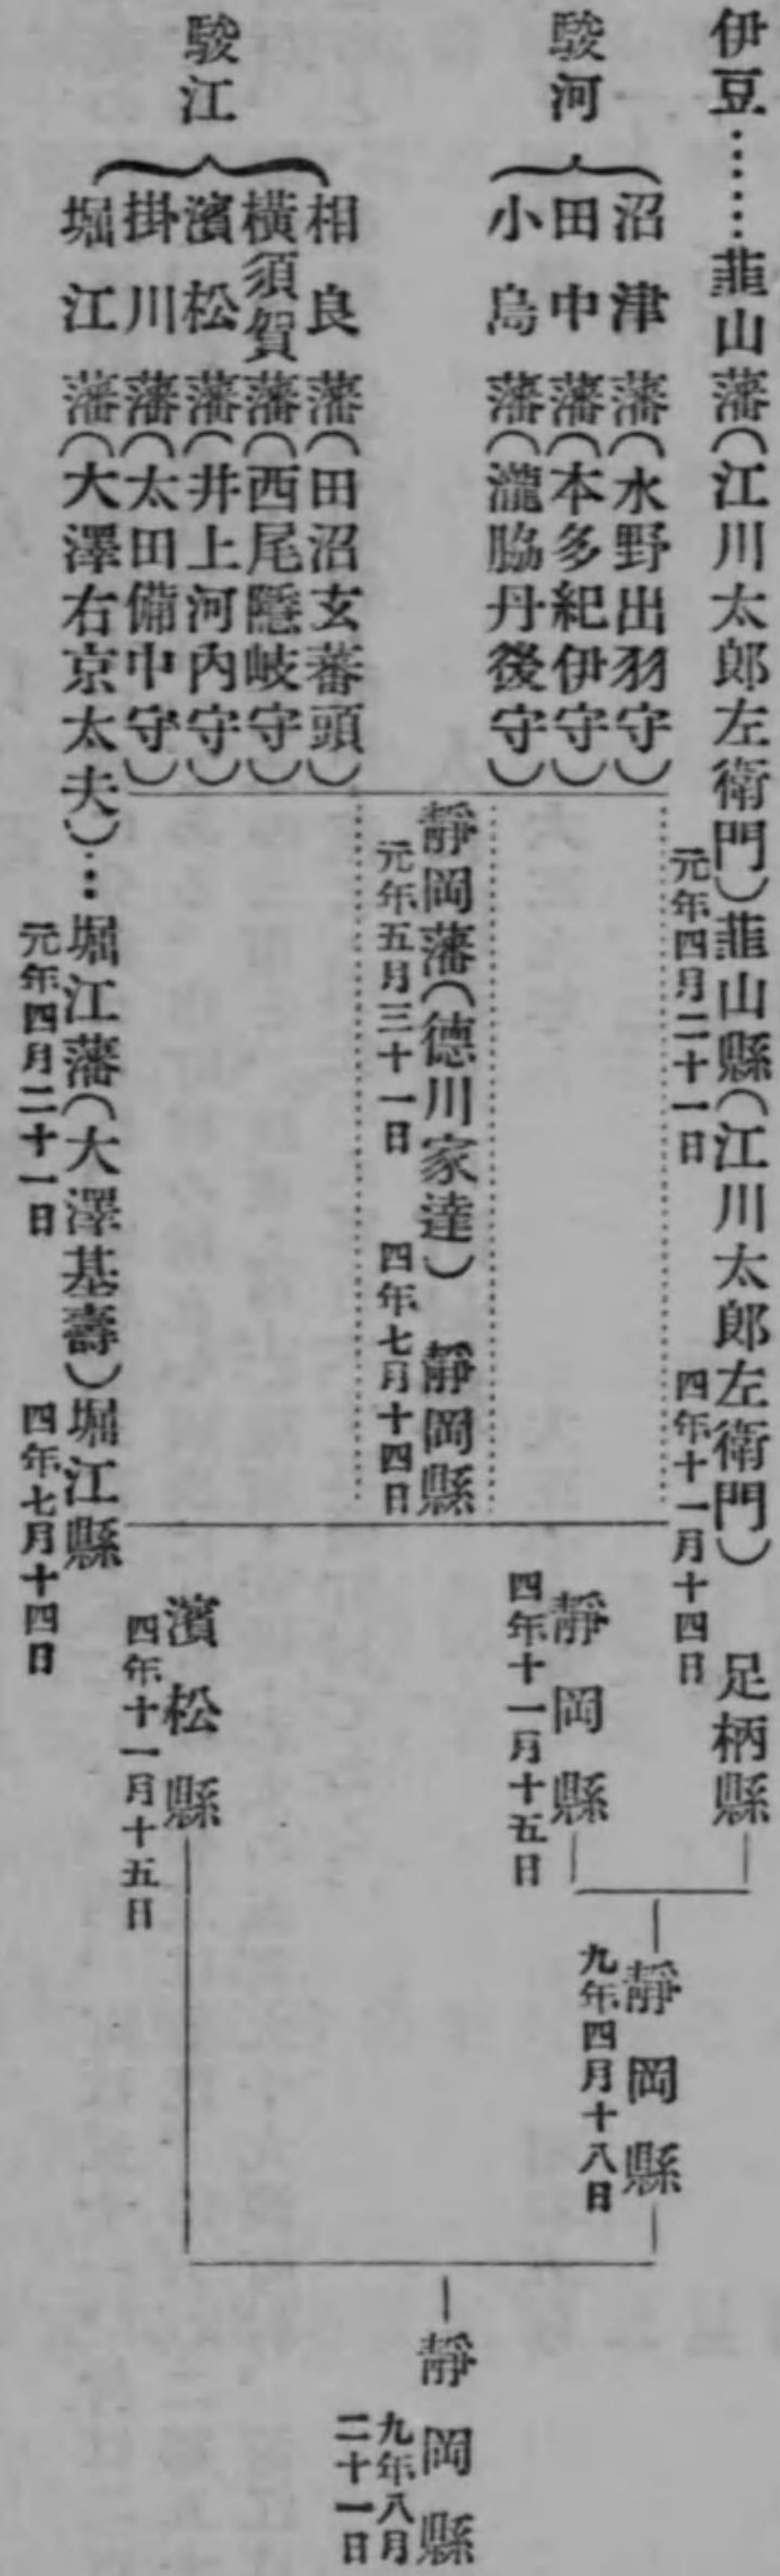 伊豆……韮山藩(江川太郎左衛門)韮山縣(江川太郎左衛門) 足柄縣
元年四月二十一日 四年十一月十四日
駿河
沼津藩(水野出羽守)
田中藩(本多紀伊守)
小島藩(瀧脇丹後守)
靜岡藩(德川家達) 靜岡縣
元年五月三十一日 四年七月十四日
駿江
相良藩(田沼玄蕃頭)
橫須賀藩(西尾隱岐守)
濱松藩(井上河內守)
掛川藩(太田備中守)
堀江藩(大澤右京太夫)…堀江藩(大澤基壽)堀江縣
元年四月二十一日 四年七月十四日
靜岡縣
四年十一月十五日
濱松縣
四年十一月十五日
靜岡縣
九年四月十八日
靜岡縣
九年八月
二十一日